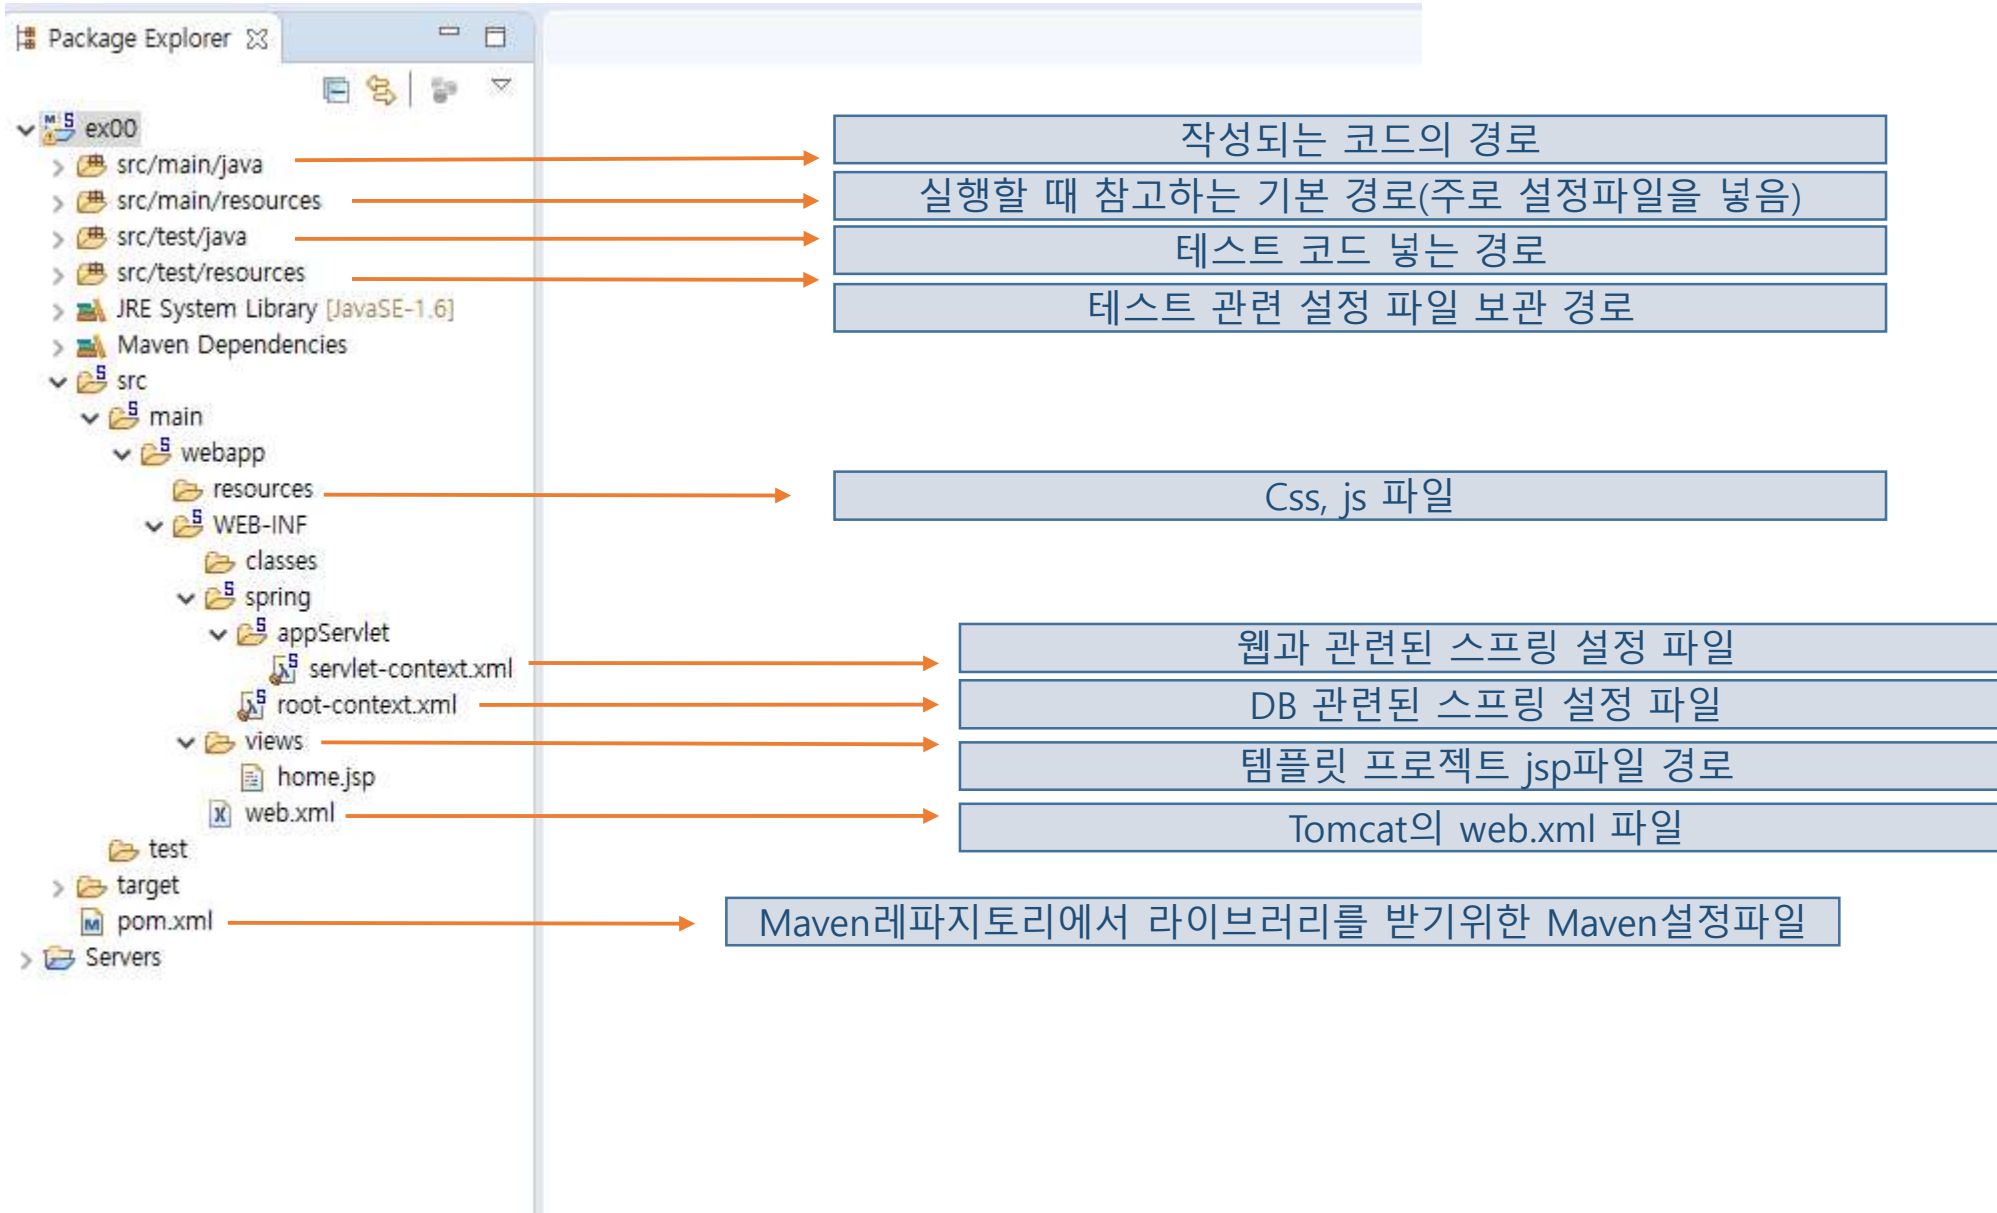 Package Explorer
ex00
src/main/java
작성되는 코드의 경로
src/main/resources
실행할 때 참고하는 기본 경로(주로 설정파일을 넣음)
src/test/java
테스트 코드 넣는 경로
src/test/resources
테스트 관련 설정 파일 보관 경로
JRE System Library [JavaSE-1.6]
Maven Dependencies
src
main
webapp
resources
Css, js 파일
WEB-INF
classes
spring
appServlet
servlet-context.xml
웹과 관련된 스프링 설정 파일
root-context.xml
DB 관련된 스프링 설정 파일
views
템플릿 프로젝트 jsp파일 경로
home.jsp
web.xml
Tomcat의 web.xml 파일
test
target
pom.xml
Maven레파지토리에서 라이브러리를 받기위한 Maven설정파일
Servers